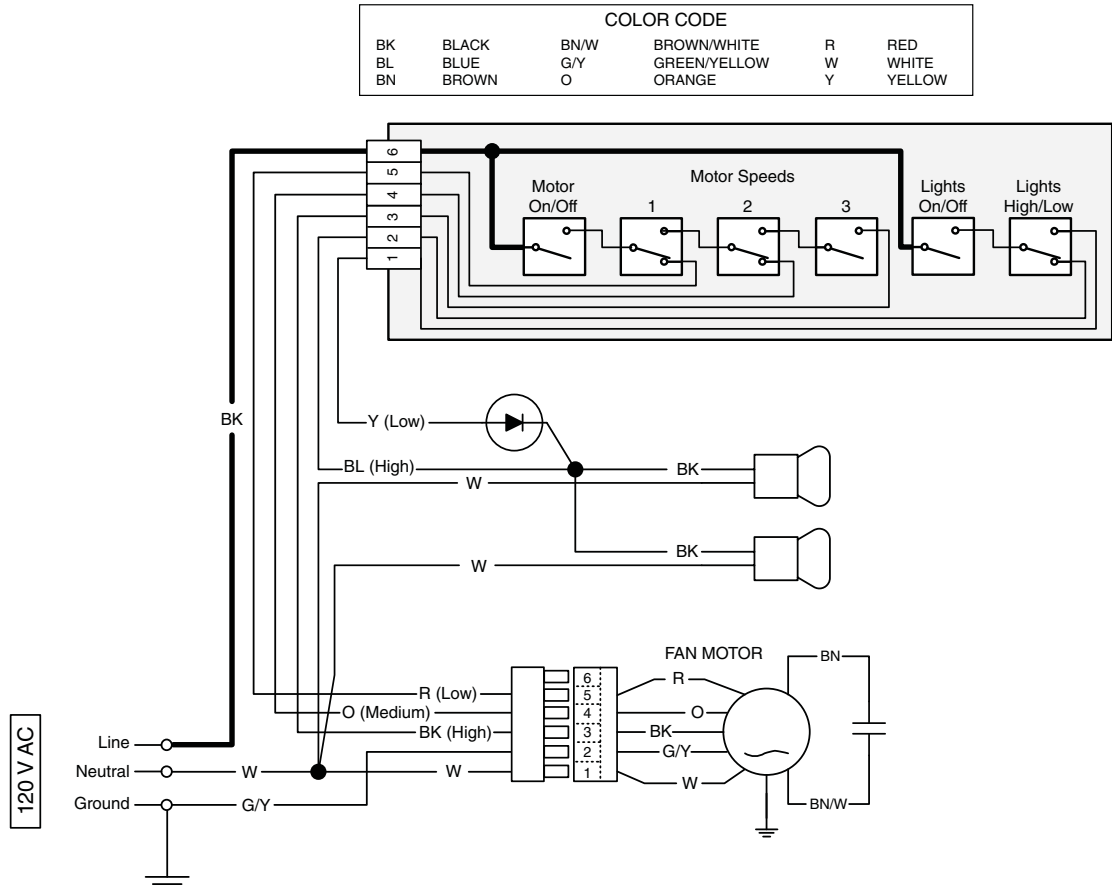 COLOR CODE
BK BLACK BN/W BROWN/WHITE R RED
BL BLUE G/Y GREEN/YELLOW W WHITE
BN BROWN O ORANGE Y YELLOW
6
5
4
3
2
1
Motor On/Off
Motor Speeds
1 2 3
Lights On/Off
Lights High/Low
BK
Y (Low)
BL (High)
BK
W
BK
W
FAN MOTOR
BN
6
5
4
3
2
1
R (Low)
R
O (Medium)
O
BK (High)
BK
G/Y
W
W
BN/W
120 V AC
Line
Neutral
W
Ground
G/Y